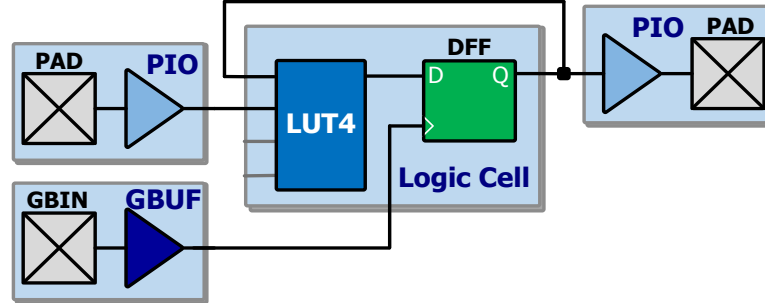 PAD
PIO
LUT4
DFF
D
Q
Logic Cell
PIO
PAD
GBIN
GBUF